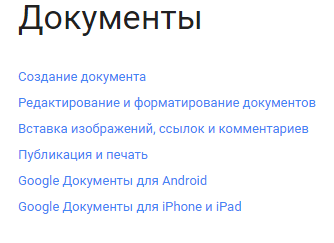 Документы
Создание документа
Редактирование и форматирование документов
Вставка изображений, ссылок и комментариев
Публикация и печать
Google Документы для Android
Google Документы для iPhone и iPad